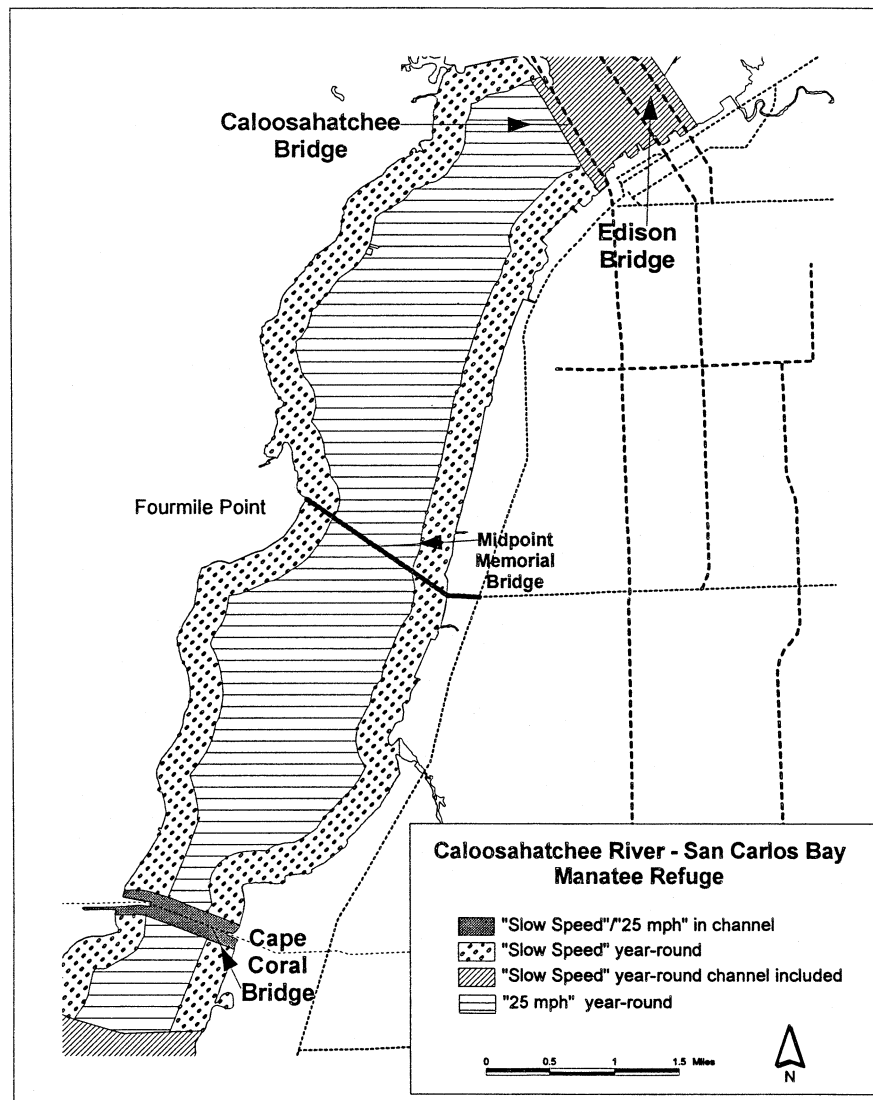 Caloosahatchee
Bridge
Edison
Bridge
Fourmile Point
Midpoint
Memorial
Bridge
Cape
Coral
Bridge
Caloosahatchee River - San Carlos Bay
Manatee Refuge
"Slow Speed"/"25 mph" in channel
"Slow Speed" year-round
"Slow Speed" year-round channel included
"25 mph" year-round
0 0.5 1 1.5 Miles
N